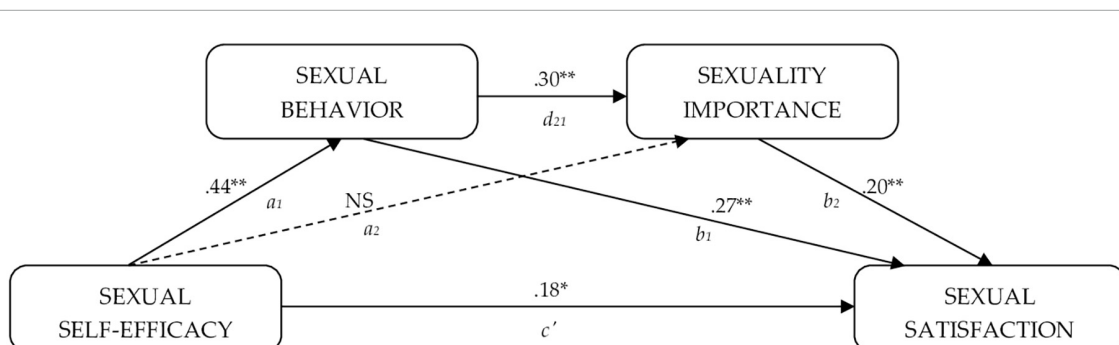 SEXUAL
BEHAVIOR
.30**
d21
SEXUALITY
IMPORTANCE
.44**
a1
NS
a2
.27**
b1
b2
.20**
SEXUAL
SELF-EFFICACY
.18*
c′
SEXUAL
SATISFACTION